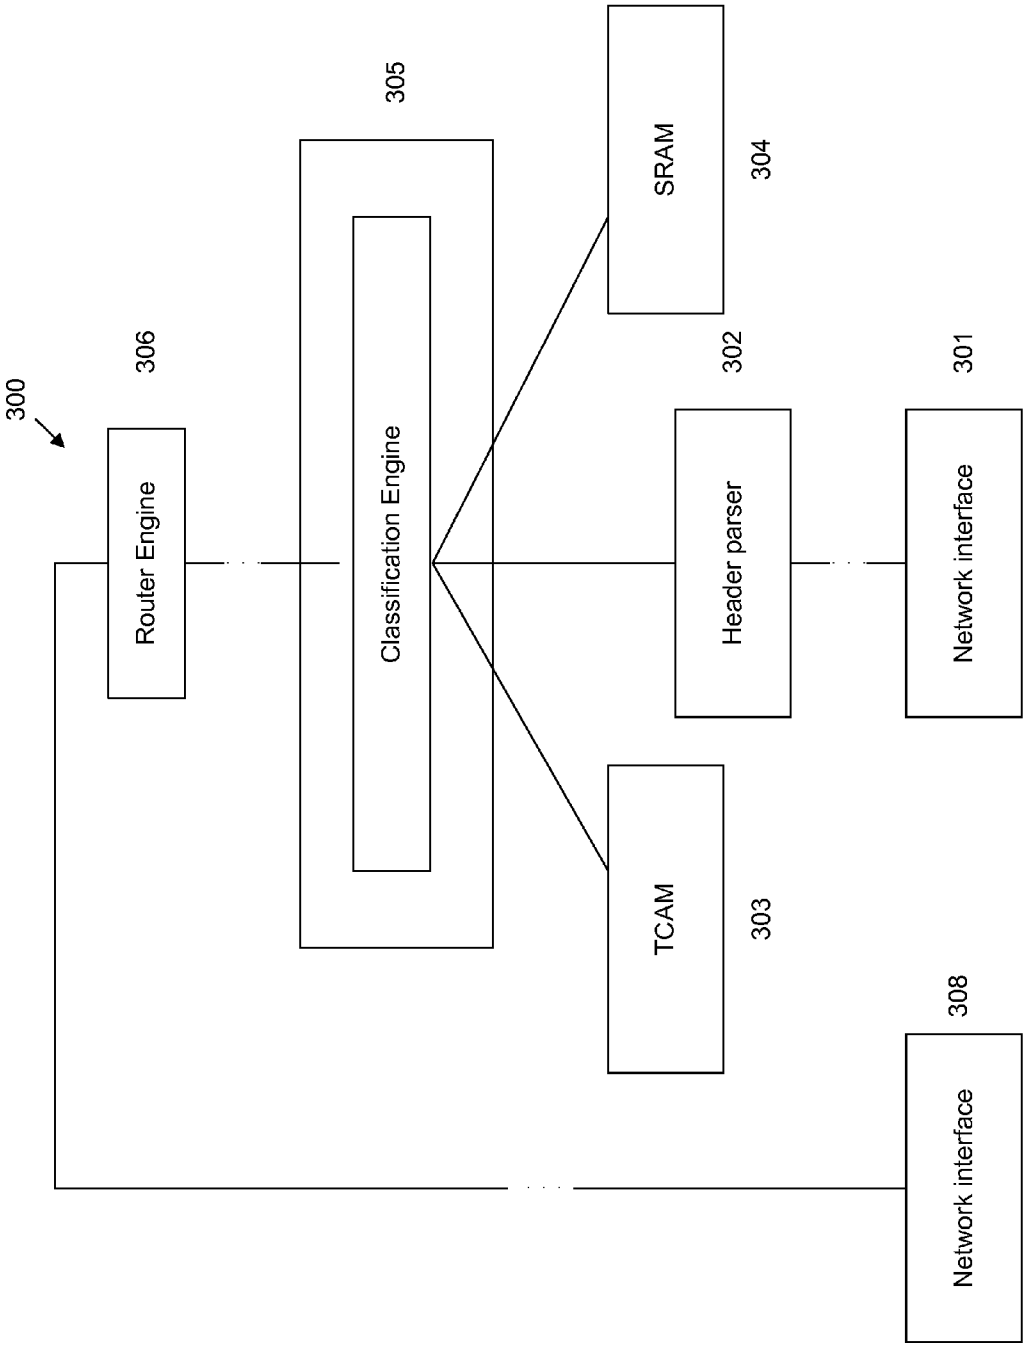 300
306
Router Engine
305
Classification Engine
SRAM
304
302
Header parser
301
Network interface
TCAM
303
308
Network interface